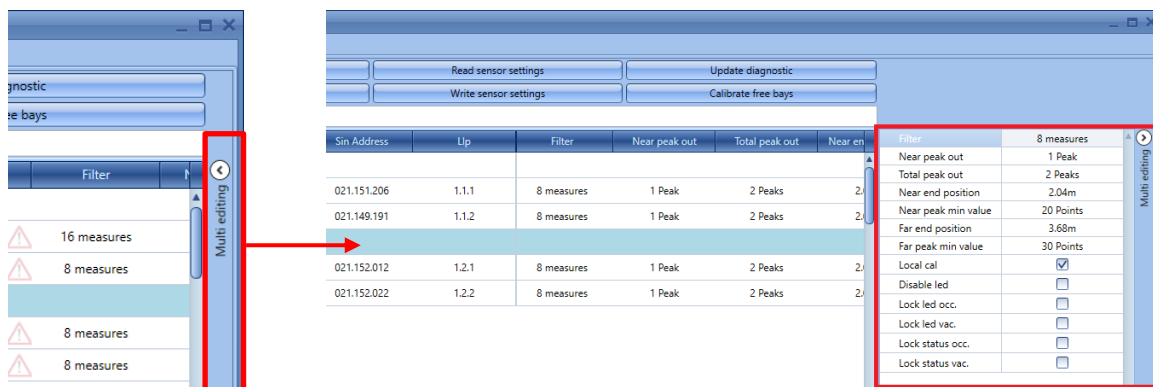 gnostic
ee bays
Filter N
16 measures
8 measures
8 measures
8 measures
Multi editing
Read sensor settings Update diagnostic
Write sensor settings Calibrate free bays
Sin Address Llp Filter Near peak out Total peak out Near en
021.151.206 1.1.1 8 measures 1 Peak 2 Peaks 2.
021.149.191 1.1.2 8 measures 1 Peak 2 Peaks 2.
021.152.012 1.2.1 8 measures 1 Peak 2 Peaks 2.
021.152.022 1.2.2 8 measures 1 Peak 2 Peaks 2.
Filter 8 measures
Near peak out 1 Peak
Total peak out 2 Peaks
Near end position 2.04m
Near peak min value 20 Points
Far end position 3.68m
Far peak min value 30 Points
Local cal
Disable led
Lock led occ.
Lock led vac.
Lock status occ.
Lock status vac.
Multi editing